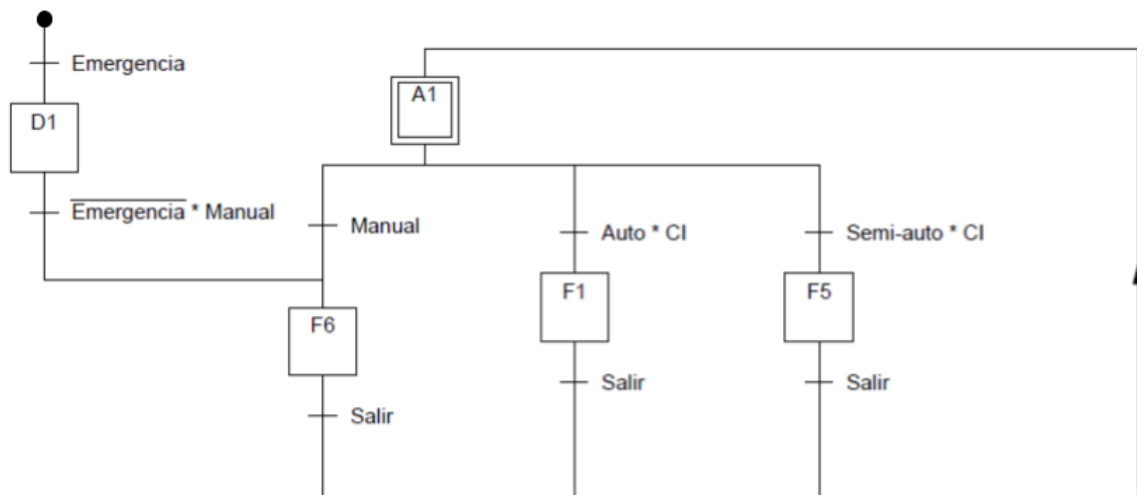 Emergencia
A1
D1
Emergencia * Manual
Manual
Auto * CI
Semi-auto * CI
F6
F1
F5
Salir
Salir
Salir